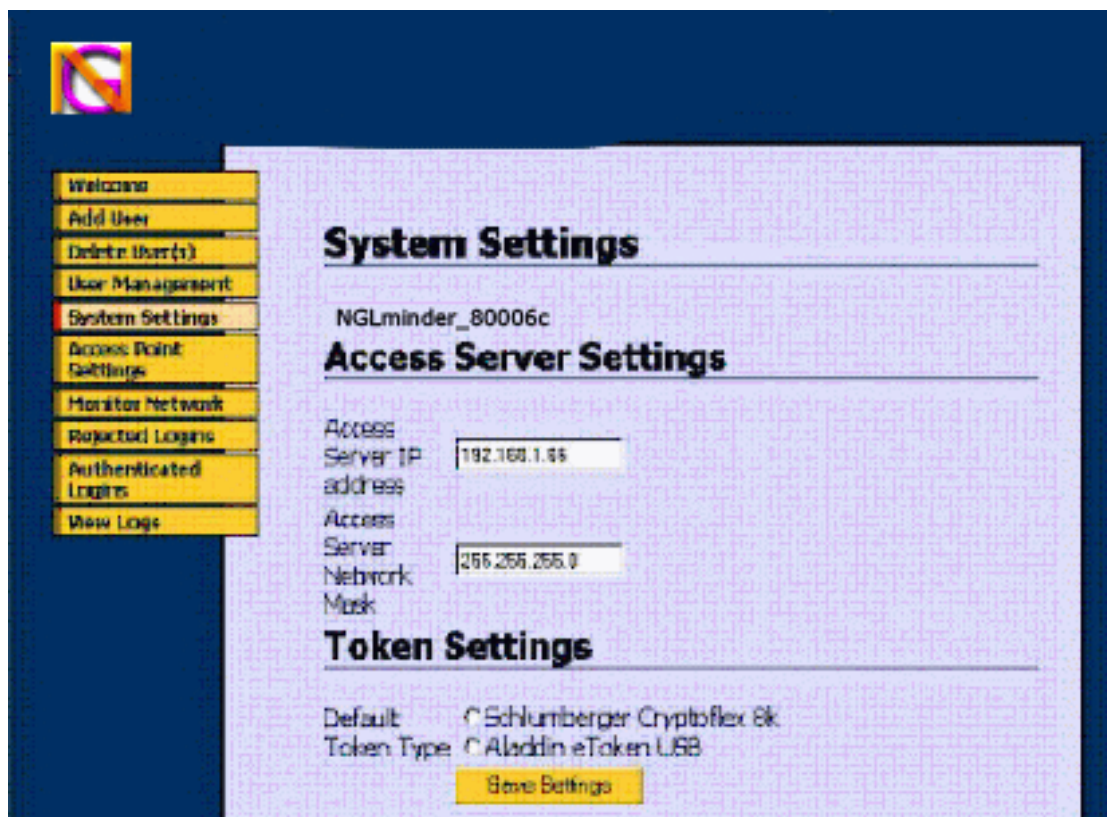 NG
Welcome
Add User
Delete User(s)
User Management
System Settings
Access Point
Settings
Monitor Network
Rejected Logins
Authenticated
Logins
View Logs
System Settings
NGLminder_80006c
Access Server Settings
Access
Server IP
address
192.168.1.66
Access
Server
Network
Mask
255.255.255.0
Token Settings
Default
Token Type
Schlumberger Cryptoflex 8k
Aladdin eToken USB
Save Settings